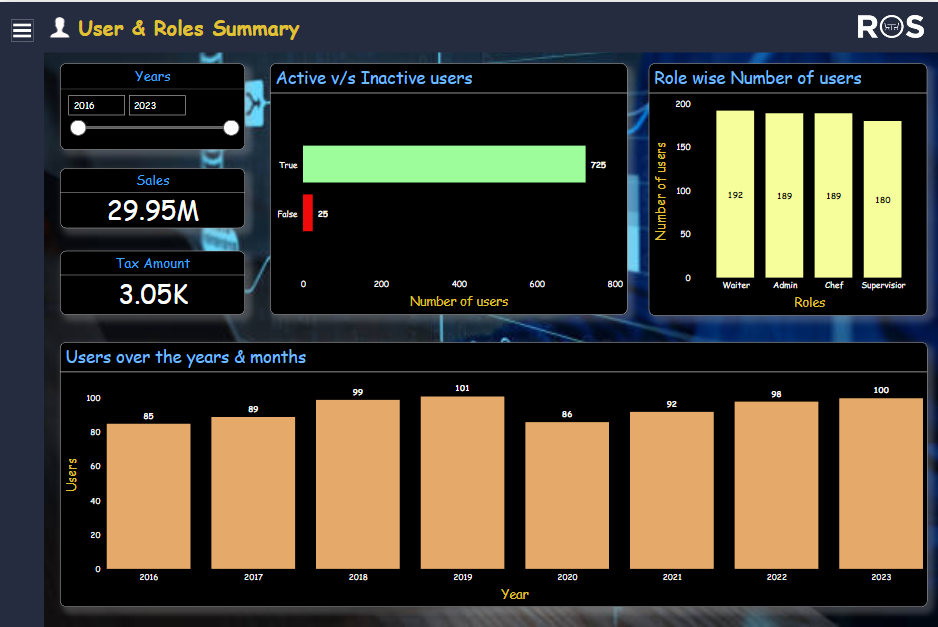 User & Roles Summary
ROS
Years
2016 2023
Sales
29.95M
Tax Amount
3.05K
Active v/s Inactive users
True 725
False 25
0 200 400 600 800
Number of users
Role wise Number of users
Number of users
200
150
100
50
0
192 189 189 180
Waiter Admin Chef Supervisior
Roles
Users over the years & months
Users
100
80
60
40
20
0
85 89 99 101 86 92 98 100
2016 2017 2018 2019 2020 2021 2022 2023
Year